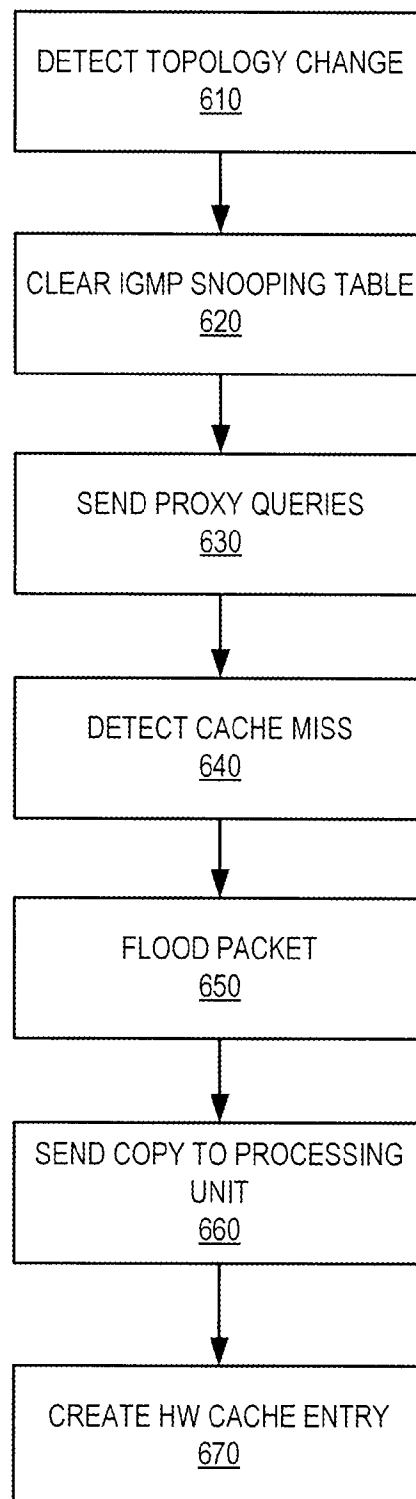 DETECT TOPOLOGY CHANGE
610
CLEAR IGMP SNOOPING TABLE
620
SEND PROXY QUERIES
630
DETECT CACHE MISS
640
FLOOD PACKET
650
SEND COPY TO PROCESSING
UNIT
660
CREATE HW CACHE ENTRY
670